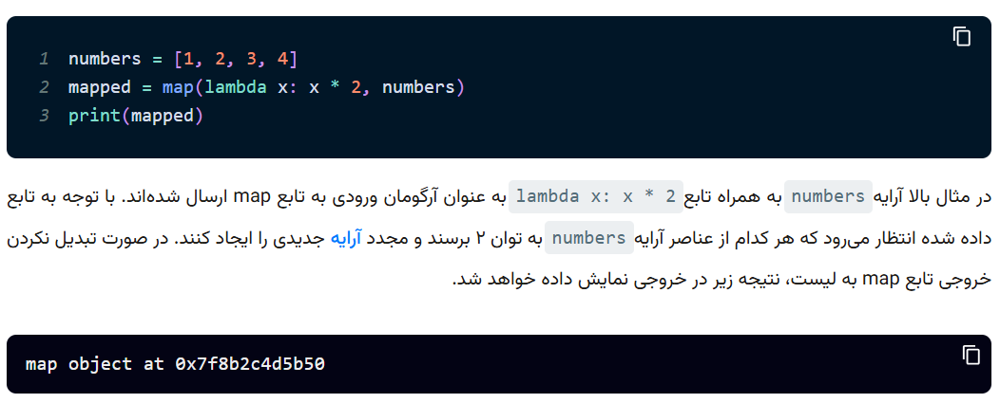 1 numbers = [1, 2, 3, 4]
2 mapped = map(lambda x: x * 2, numbers)
3 print(mapped)
در مثال بالا آرایه numbers به همراه تابع lambda x: x * 2 به عنوان آرگومان ورودی به تابع map ارسال شده‌اند. با توجه به تابع
داده شده انتظار می‌رود که هر کدام از عناصر آرایه numbers به توان ۲ برسند و مجدد آرایه جدیدی را ایجاد کنند. در صورت تبدیل نکردن
خروجی تابع map به لیست، نتیجه زیر در خروجی نمایش داده خواهد شد.
map object at 0x7f8b2c4d5b50